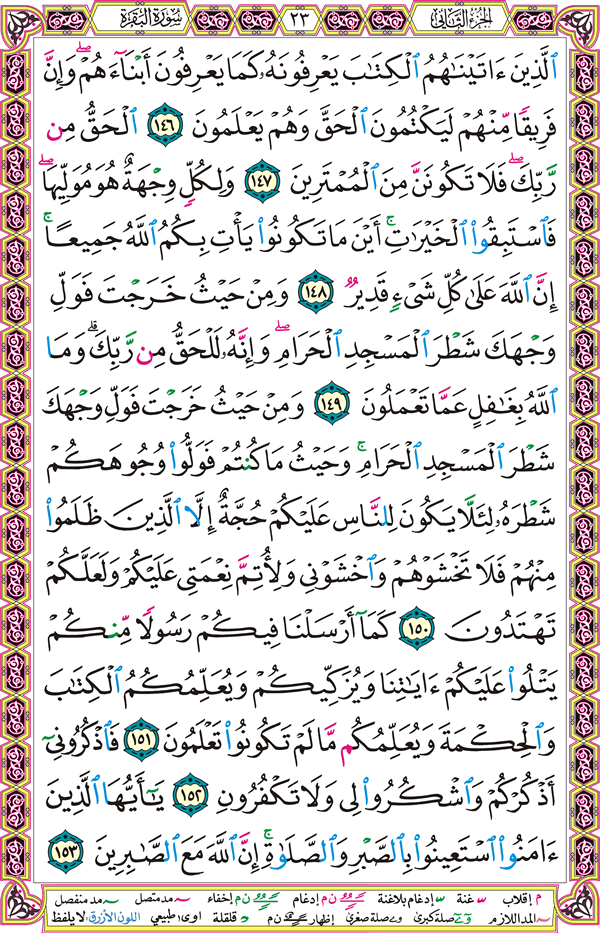 الجزء الثاني ٢٣ سورة البقرة
ٱلَّذِينَ ءَاتَيْنَٰهُمُ ٱلْكِتَٰبَ يَعْرِفُونَهُۥ كَمَا يَعْرِفُونَ أَبْنَآءَهُمْ ۖ وَإِنَّ
فَرِيقًا مِّنْهُمْ لَيَكْتُمُونَ ٱلْحَقَّ وَهُمْ يَعْلَمُونَ ١٤٦ ٱلْحَقُّ مِن
رَّبِّكَ ۖ فَلَا تَكُونَنَّ مِنَ ٱلْمُمْتَرِينَ ١٤٧ وَلِكُلٍّ وِجْهَةٌ هُوَ مُوَلِّيهَا ۖ
فَٱسْتَبِقُوا۟ ٱلْخَيْرَٰتِ ۚ أَيْنَ مَا تَكُونُوا۟ يَأْتِ بِكُمُ ٱللَّهُ جَمِيعًا ۚ
إِنَّ ٱللَّهَ عَلَىٰ كُلِّ شَىْءٍ قَدِيرٌ ١٤٨ وَمِنْ حَيْثُ خَرَجْتَ فَوَلِّ
وَجْهَكَ شَطْرَ ٱلْمَسْجِدِ ٱلْحَرَامِ ۖ وَإِنَّهُۥ لَلْحَقُّ مِن رَّبِّكَ ۗ وَمَا
ٱللَّهُ بِغَٰفِلٍ عَمَّا تَعْمَلُونَ ١٤٩ وَمِنْ حَيْثُ خَرَجْتَ فَوَلِّ وَجْهَكَ
شَطْرَ ٱلْمَسْجِدِ ٱلْحَرَامِ ۚ وَحَيْثُ مَا كُنتُمْ فَوَلُّوا۟ وُجُوهَكُمْ
شَطْرَهُۥ لِئَلَّا يَكُونَ لِلنَّاسِ عَلَيْكُمْ حُجَّةٌ إِلَّا ٱلَّذِينَ ظَلَمُوا۟
مِنْهُمْ فَلَا تَخْشَوْهُمْ وَٱخْشَوْنِى وَلِأُتِمَّ نِعْمَتِى عَلَيْكُمْ وَلَعَلَّكُمْ
تَهْتَدُونَ ١٥٠ كَمَآ أَرْسَلْنَا فِيكُمْ رَسُولًا مِّنكُمْ
يَتْلُوا۟ عَلَيْكُمْ ءَايَٰتِنَا وَيُزَكِّيكُمْ وَيُعَلِّمُكُمُ ٱلْكِتَٰبَ
وَٱلْحِكْمَةَ وَيُعَلِّمُكُم مَّا لَمْ تَكُونُوا۟ تَعْلَمُونَ ١٥١ فَٱذْكُرُونِىٓ
أَذْكُرْكُمْ وَٱشْكُرُوا۟ لِى وَلَا تَكْفُرُونِ ١٥٢ يَٰٓأَيُّهَا ٱلَّذِينَ
ءَامَنُوا۟ ٱسْتَعِينُوا۟ بِٱلصَّبْرِ وَٱلصَّلَوٰةِ ۚ إِنَّ ٱللَّهَ مَعَ ٱلصَّٰبِرِينَ ١٥٣
م إقلاب غنة إدغام بلاغنة ن م إدغام ن م إخفاء مد متصل مد منفصل
المد اللازم صلة كبرى صلة صغرى إظهار ن م قلقلة اوى: طبيعي اللون الأزرق: لا يلفظ